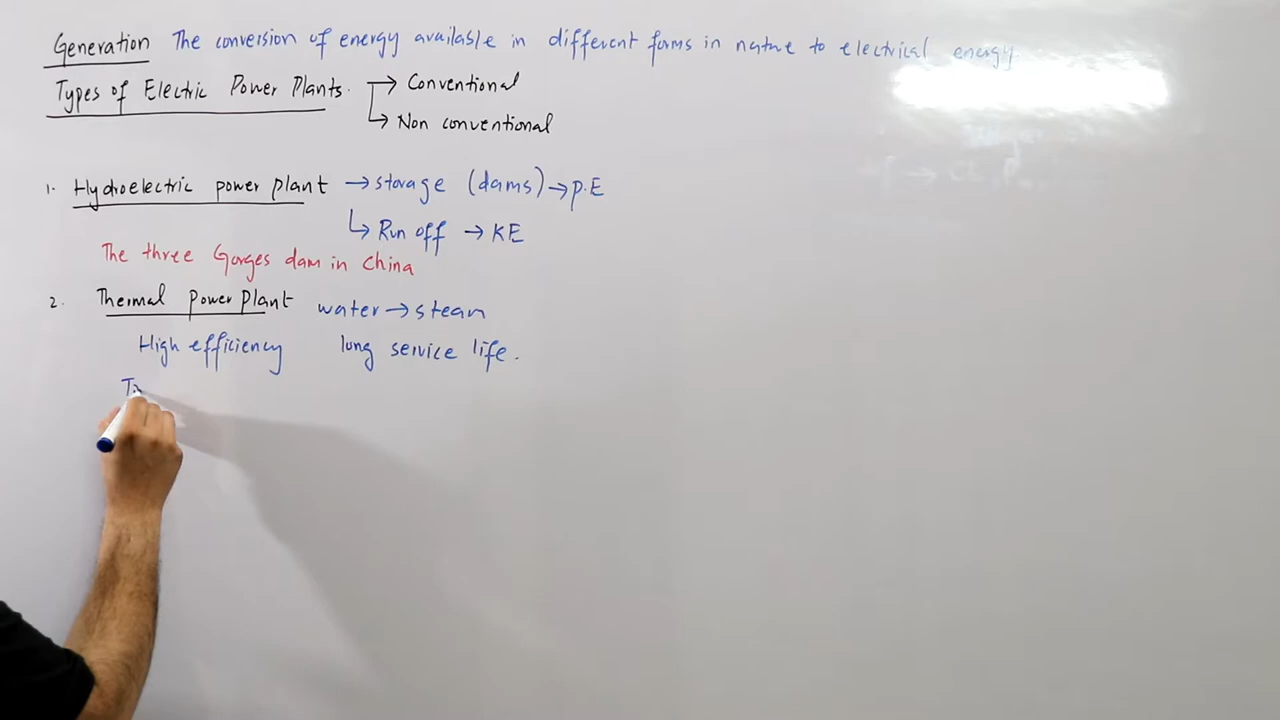 Generation The conversion of energy available in different forms in nature to electrical energy
Types of Electric Power Plants. → Conventional
↳ Non conventional
1. Hydroelectric power plant → storage (dams) → P.E
↳ Run off → KE
The three Gorges dam in China
2. Thermal power plant water → steam
High efficiency long service life.